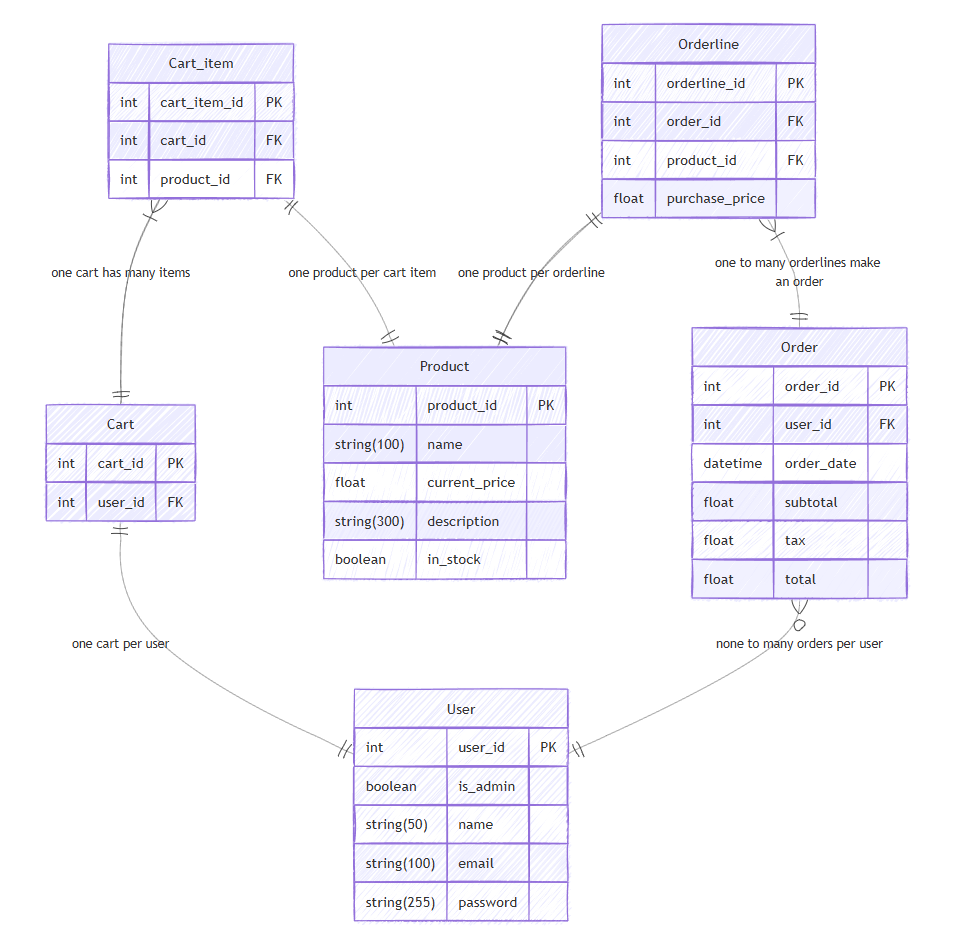 Cart_item
int cart_item_id PK
int cart_id FK
int product_id FK
Orderline
int orderline_id PK
int order_id FK
int product_id FK
float purchase_price
one cart has many items
one product per cart item
one product per orderline
one to many orderlines make
an order
Cart
int cart_id PK
int user_id FK
Product
int product_id PK
string(100) name
float current_price
string(300) description
boolean in_stock
Order
int order_id PK
int user_id FK
datetime order_date
float subtotal
float tax
float total
one cart per user
none to many orders per user
User
int user_id PK
boolean is_admin
string(50) name
string(100) email
string(255) password